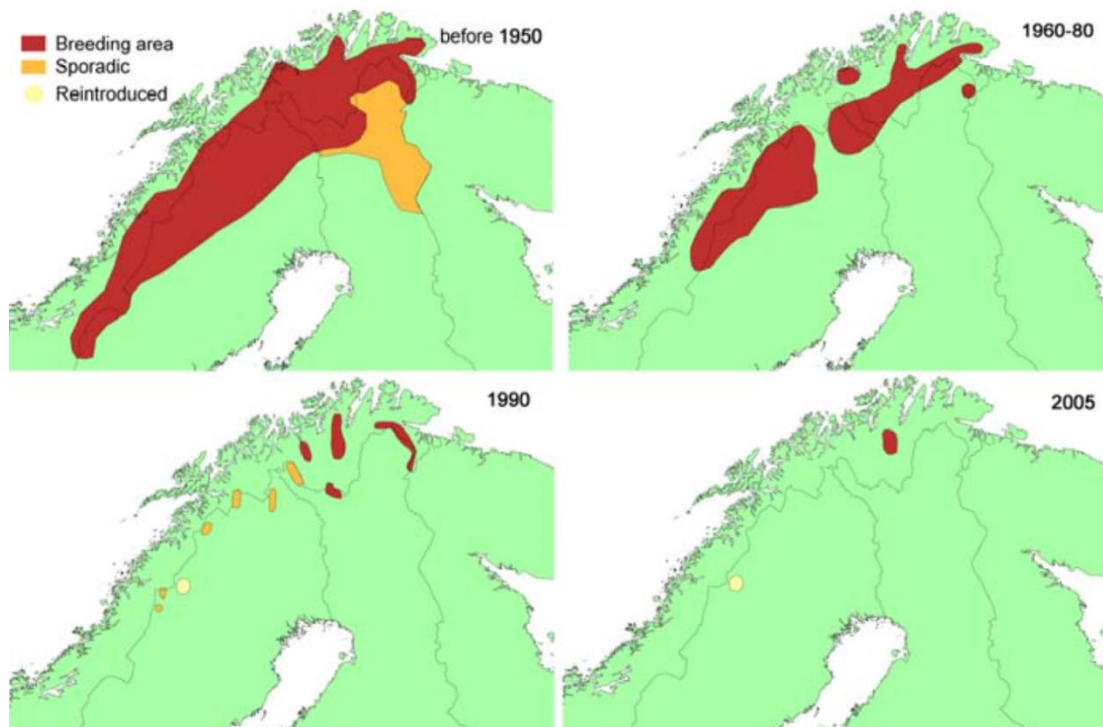 Breeding area
Sporadic
Reintroduced
before 1950
1960-80
1990
2005